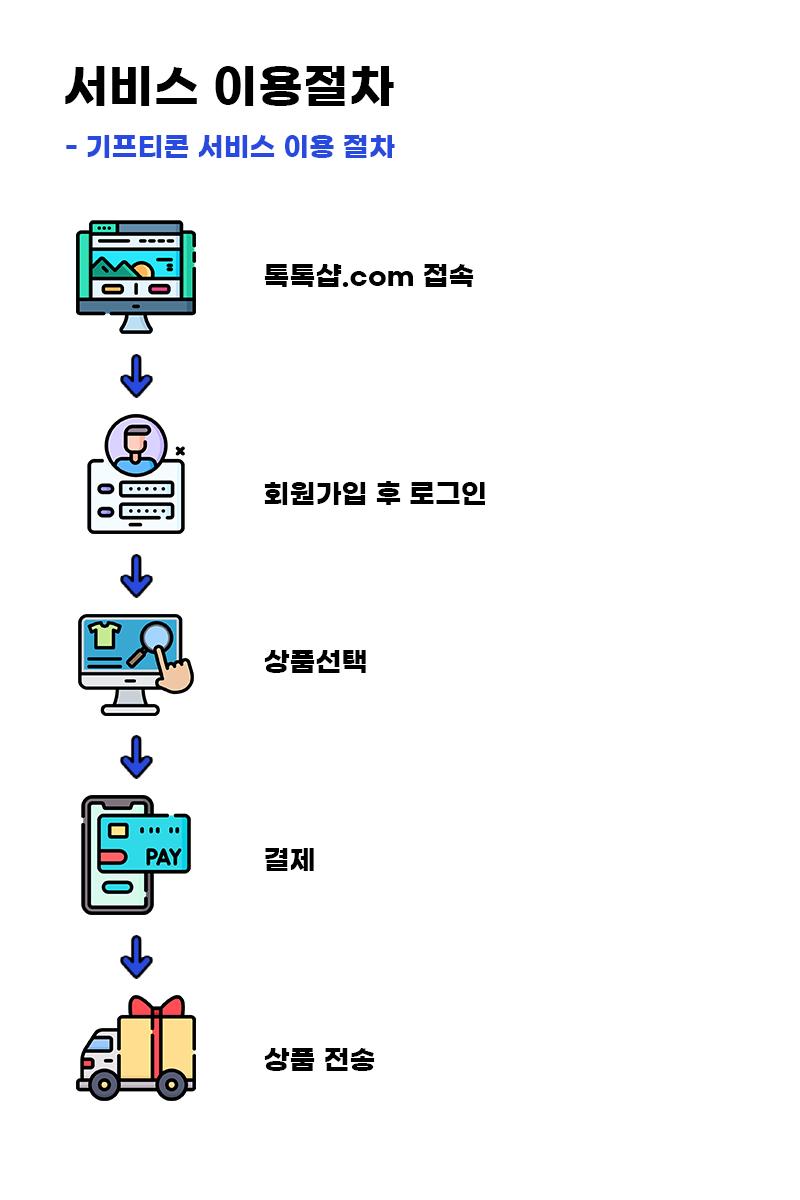 서비스 이용절차
- 기프티콘 서비스 이용 절차
톡톡샵.com 접속
회원가입 후 로그인
상품선택
PAY
결제
상품 전송